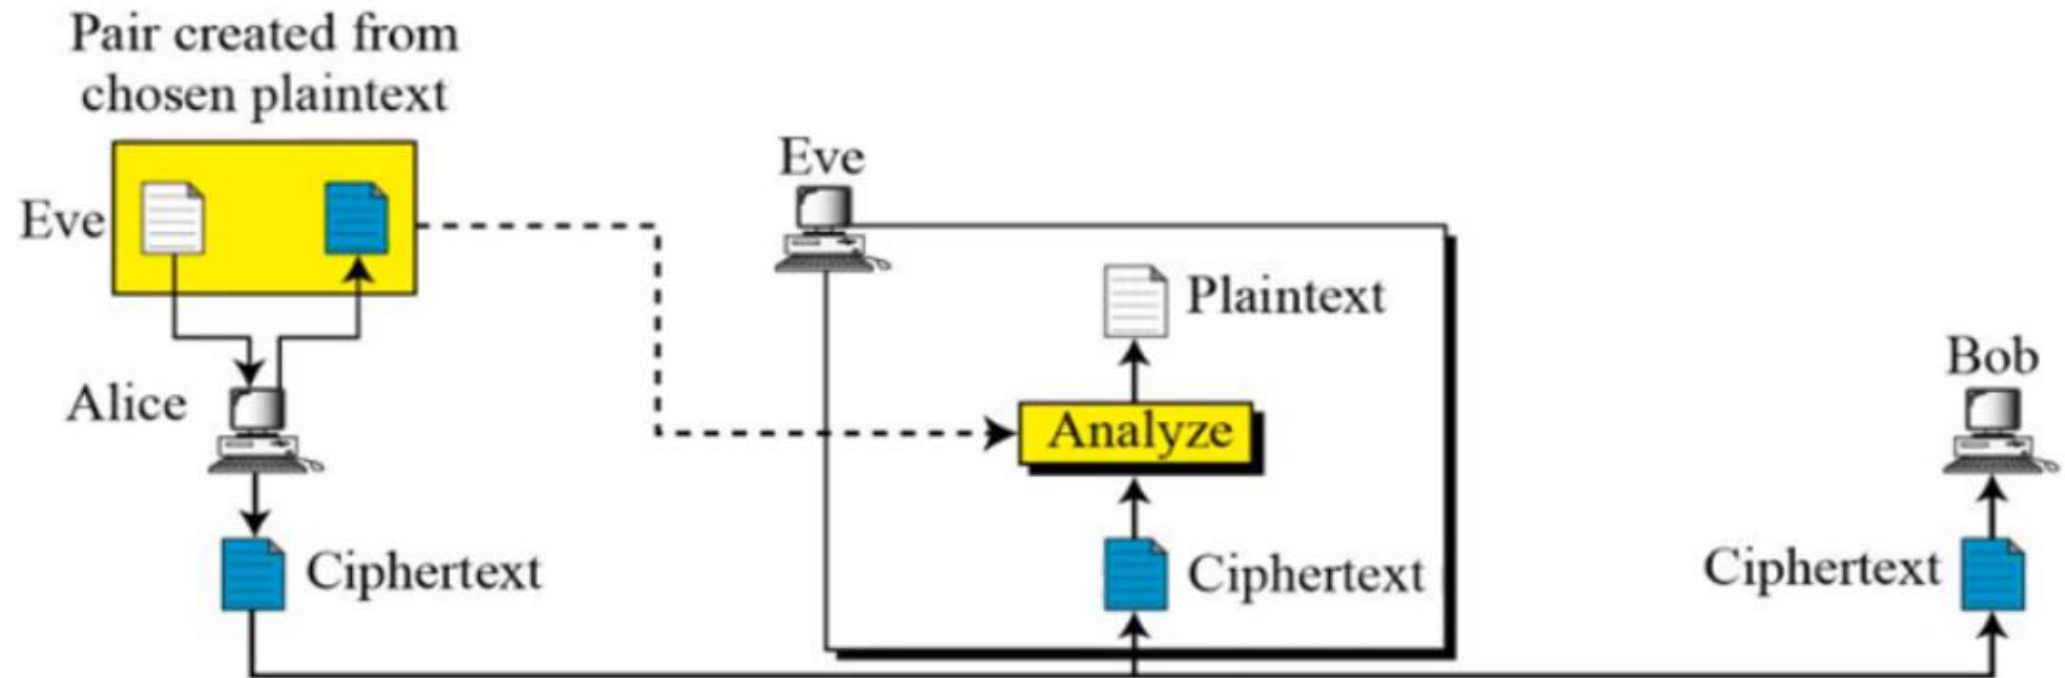 Pair created from
chosen plaintext
Eve
Eve
Plaintext
Bob
Alice
Analyze
Ciphertext
Ciphertext
Ciphertext